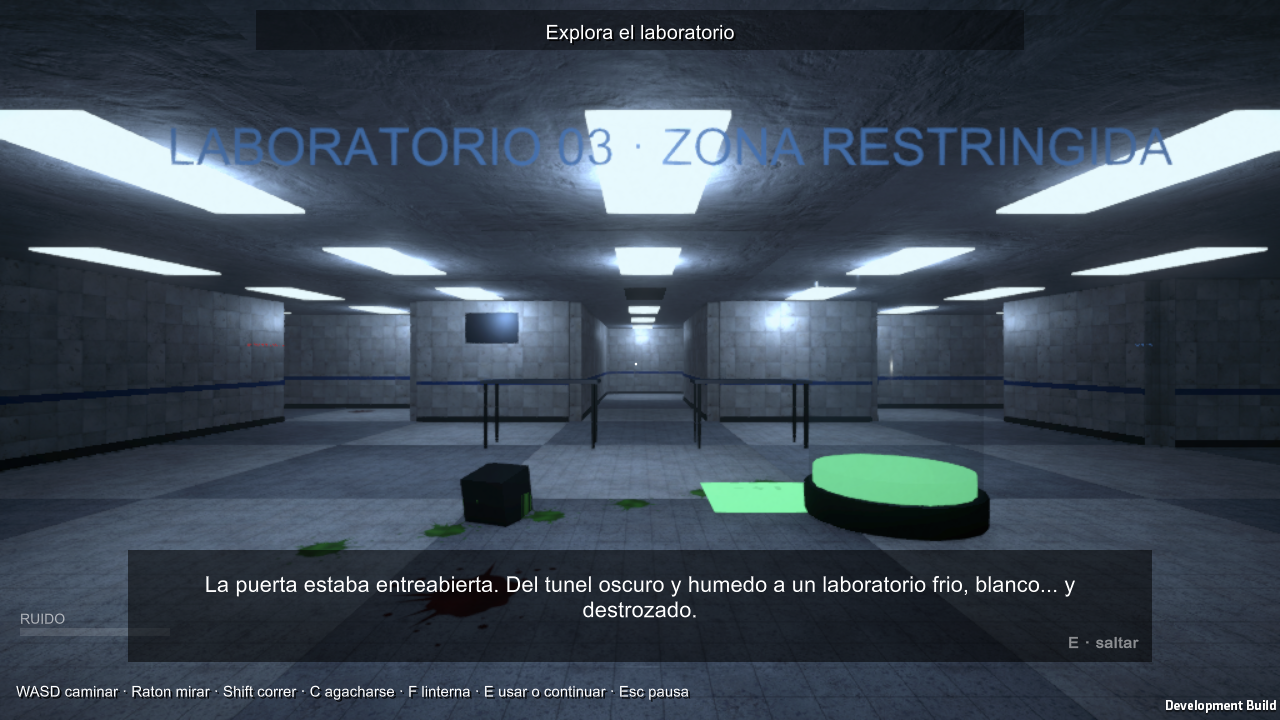 Explora el laboratorio
LABORATORIO 03 · ZONA RESTRINGIDA
La puerta estaba entreabierta. Del tunel oscuro y humedo a un laboratorio frio, blanco... y
destrozado.
RUIDO
E · saltar
WASD caminar · Raton mirar · Shift correr · C agacharse · F linterna · E usar o continuar · Esc pausa
Development Build